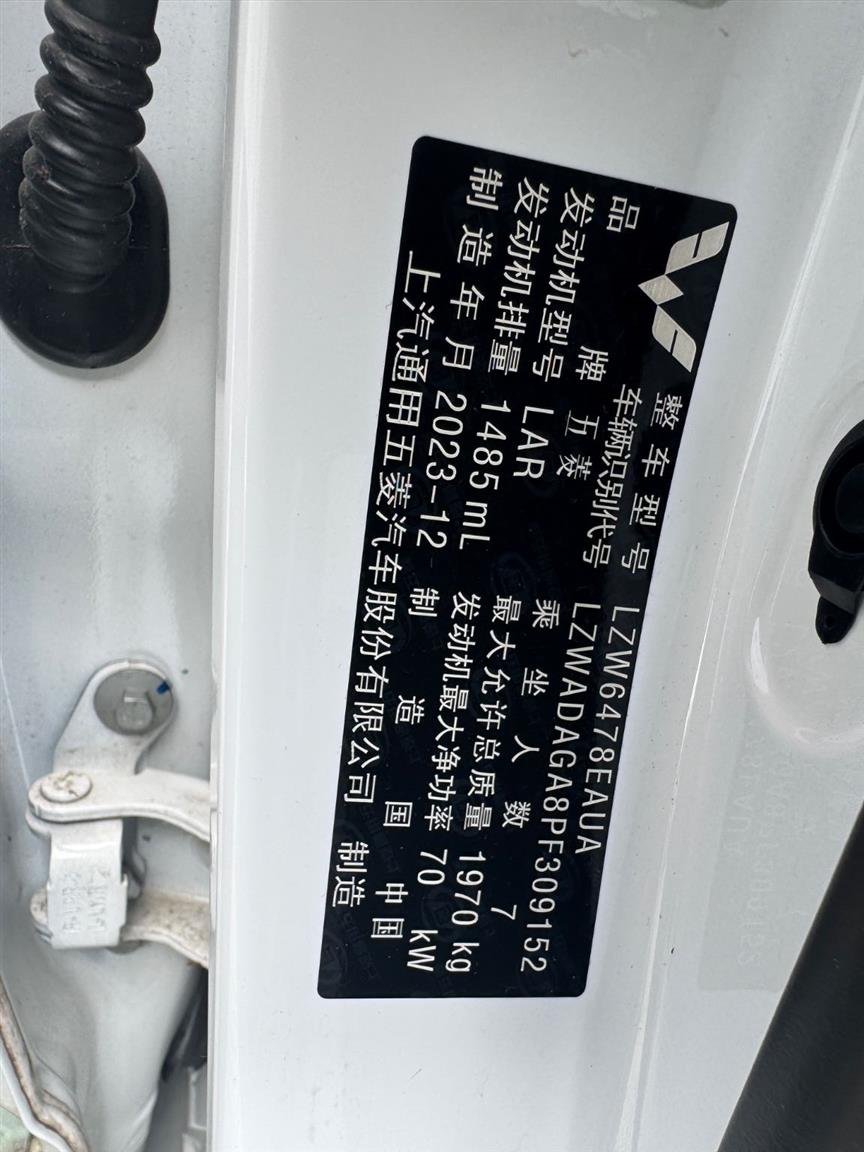 整车型号 LZW6478EAUA
车辆识别代号 LZWADAGA8PF309152
品牌 五菱 乘坐人数 7
发动机型号 LAR 最大允许总质量 1970 kg
发动机排量 1485 mL 发动机最大净功率 70 kW
制造年月 2023-12 制造国 中国
上汽通用五菱汽车股份有限公司 制造